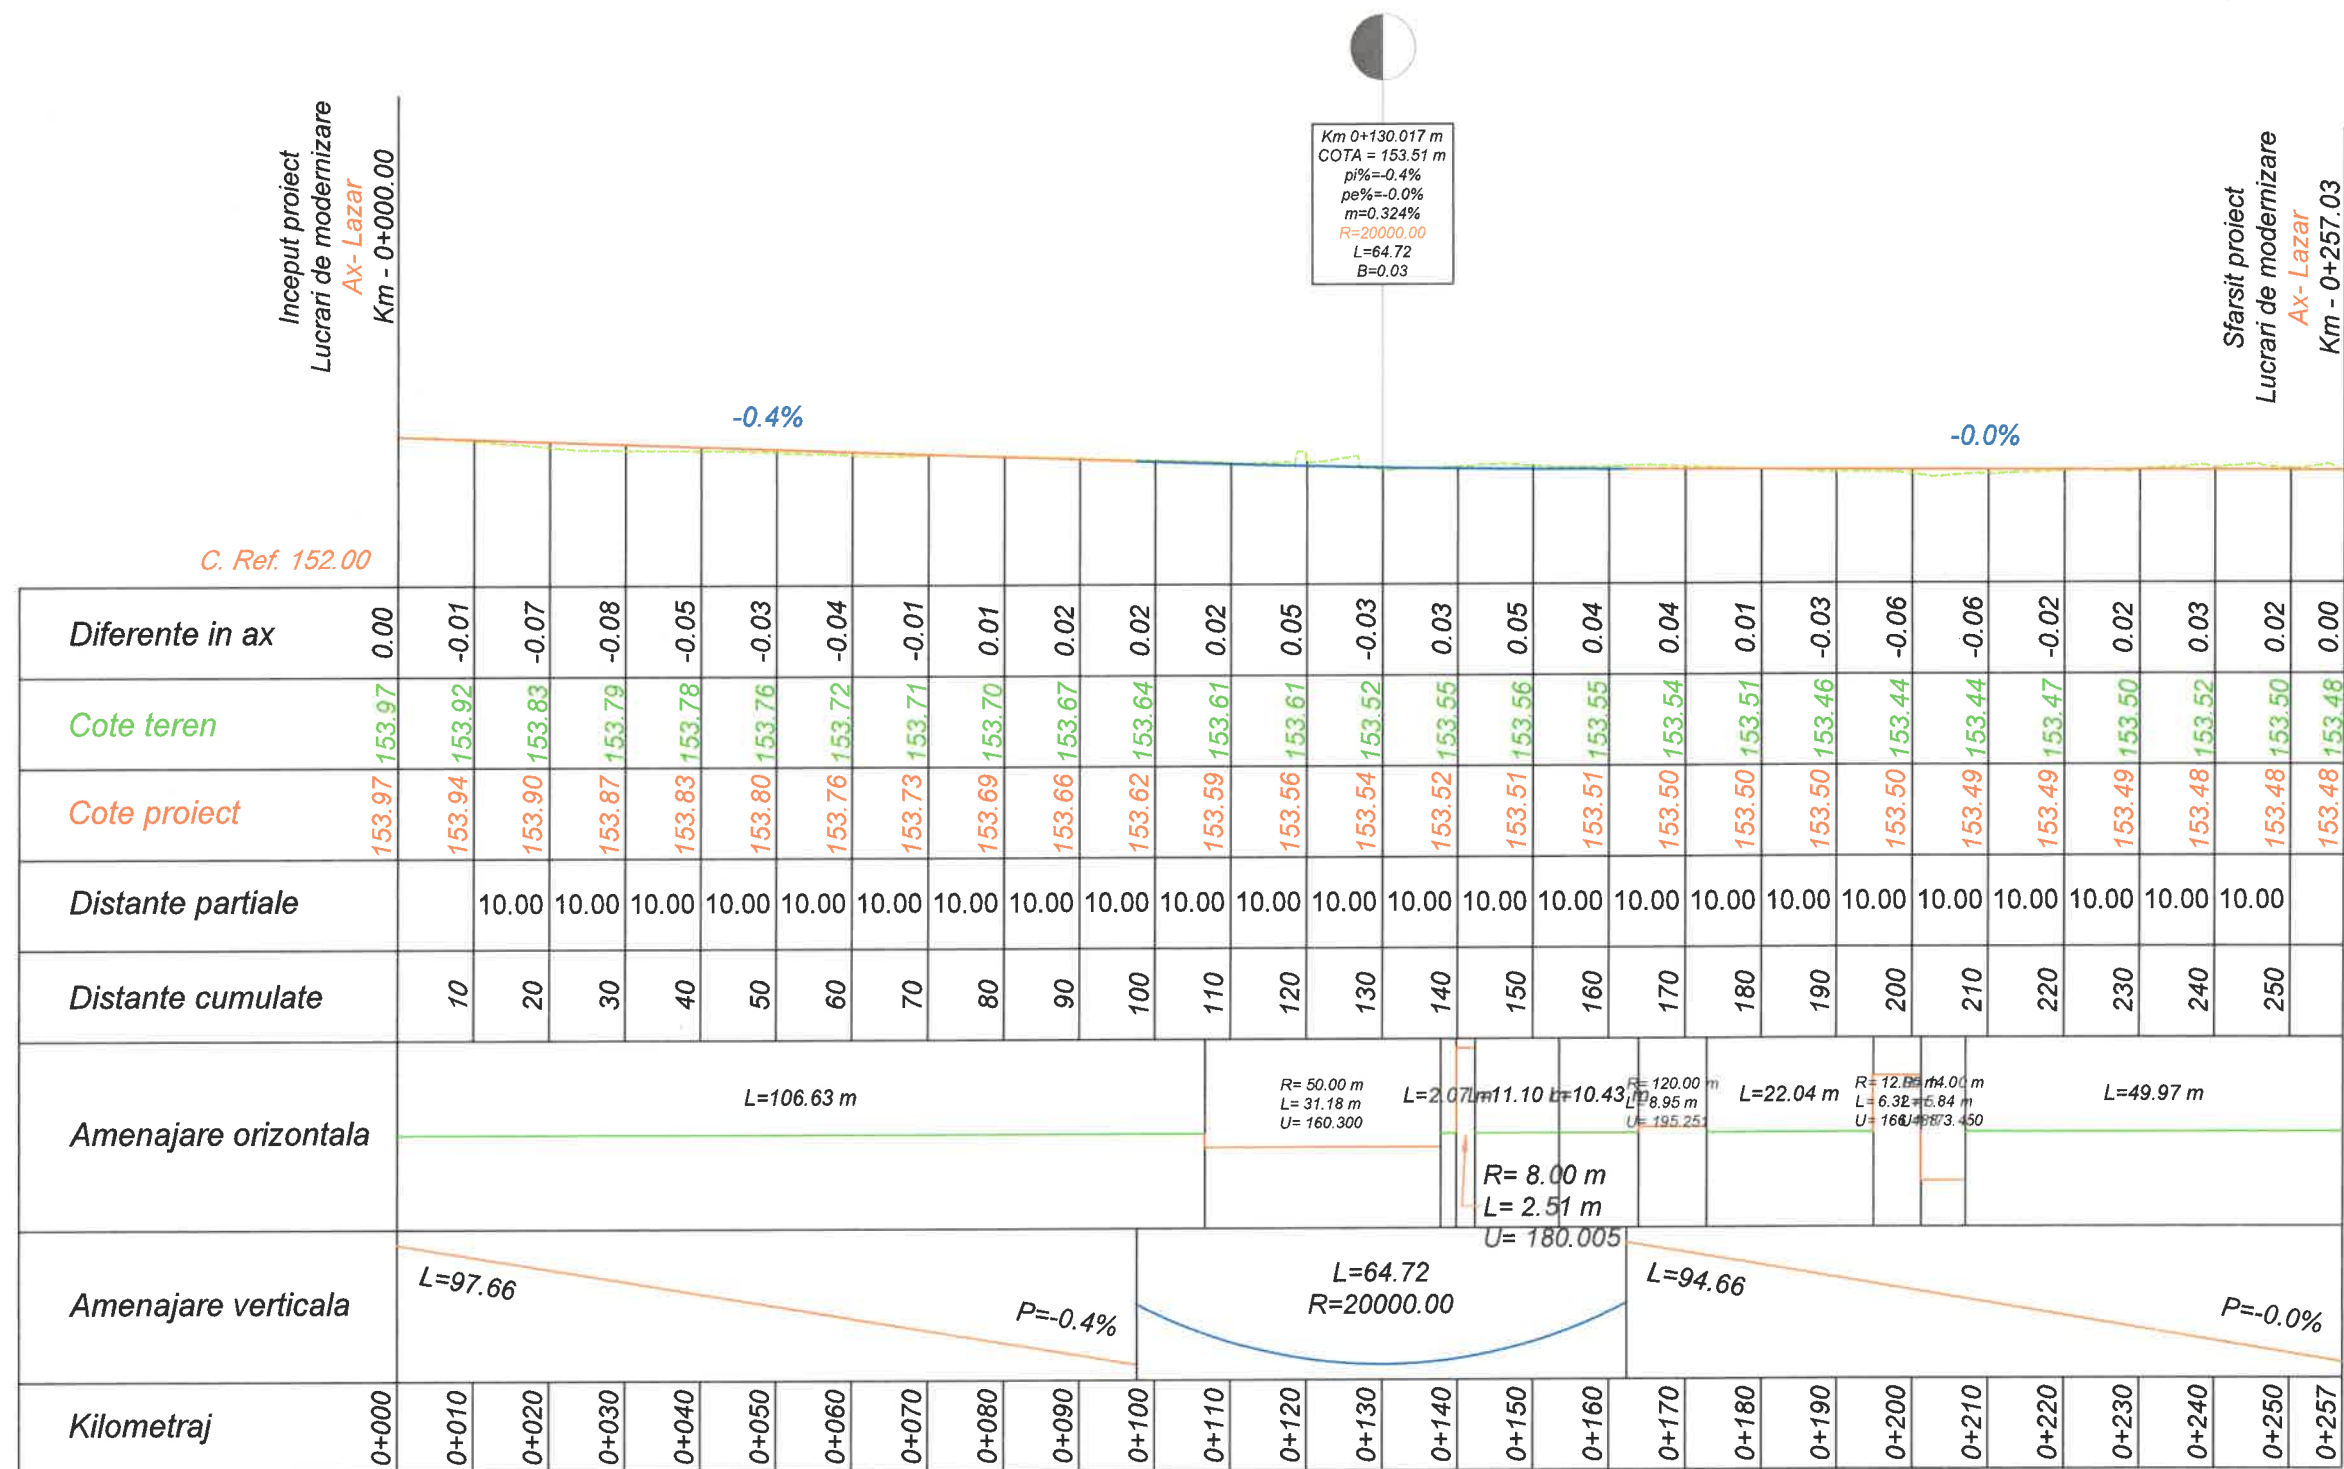 Inceput proiect
Lucrari de modernizare
Ax- Lazar
Km - 0+000.00
Km 0+130.017 m
COTA = 153.51 m
pi%=-0.4%
pe%=-0.0%
m=0.324%
R=20000.00
L=64.72
B=0.03
Sfarsit proiect
Lucrari de modernizare
Ax- Lazar
Km - 0+257.03
-0.4%
-0.0%
C. Ref. 152.00
Diferente in ax 0.00 -0.01 -0.07 -0.08 -0.05 -0.03 -0.04 -0.01 0.01 0.02 0.02 0.02 0.05 -0.03 0.03 0.05 0.04 0.04 0.01 -0.03 -0.06 -0.06 -0.02 0.02 0.03 0.02 0.00
Cote teren 153.97 153.92 153.83 153.79 153.78 153.76 153.72 153.71 153.70 153.67 153.64 153.61 153.61 153.52 153.55 153.56 153.55 153.54 153.51 153.46 153.44 153.44 153.47 153.50 153.52 153.50 153.48
Cote proiect 153.97 153.94 153.90 153.87 153.83 153.80 153.76 153.73 153.69 153.66 153.62 153.59 153.56 153.54 153.52 153.51 153.51 153.50 153.50 153.50 153.50 153.49 153.49 153.49 153.48 153.48 153.48
Distante partiale 10.00 10.00 10.00 10.00 10.00 10.00 10.00 10.00 10.00 10.00 10.00 10.00 10.00 10.00 10.00 10.00 10.00 10.00 10.00 10.00 10.00 10.00 10.00 10.00
Distante cumulate 10 20 30 40 50 60 70 80 90 100 110 120 130 140 150 160 170 180 190 200 210 220 230 240 250
Amenajare orizontala
L=106.63 m
R= 50.00 m
L= 31.18 m
U= 160.300
L=2.07 m
L=11.10
L=10.43
R= 8.00 m
L= 2.51 m
U= 180.005
R= 120.00 m
L= 8.95 m
U= 195.251
L=22.04 m
L= 6.32
L= 5.84 m
L=49.97 m
Amenajare verticala
L=97.66
P=-0.4%
L=64.72
R=20000.00
L=94.66
P=-0.0%
Kilometraj 0+000 0+010 0+020 0+030 0+040 0+050 0+060 0+070 0+080 0+090 0+100 0+110 0+120 0+130 0+140 0+150 0+160 0+170 0+180 0+190 0+200 0+210 0+220 0+230 0+240 0+250 0+257